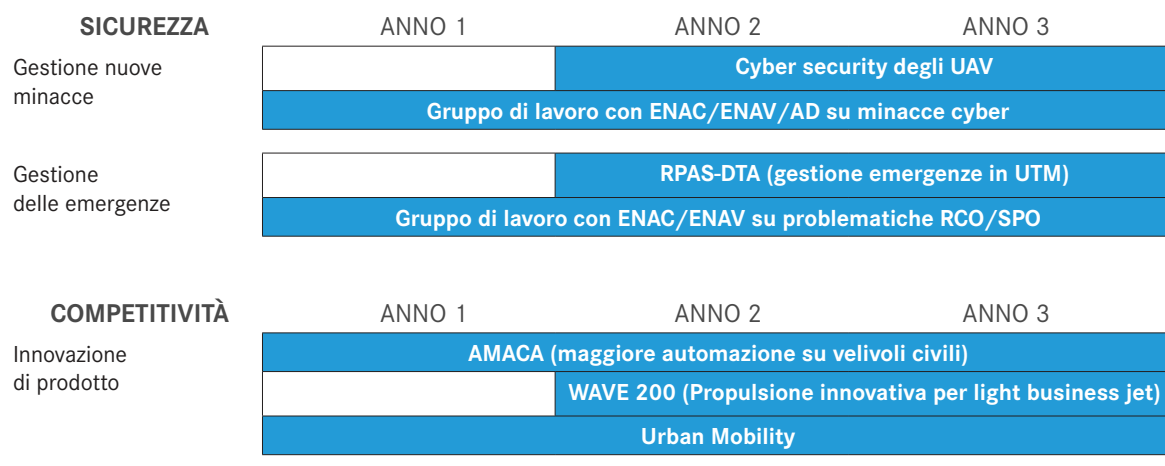 SICUREZZA ANNO 1 ANNO 2 ANNO 3
Gestione nuove
minacce
Cyber security degli UAV
Gruppo di lavoro con ENAC/ENAV/AD su minacce cyber
Gestione
delle emergenze
RPAS-DTA (gestione emergenze in UTM)
Gruppo di lavoro con ENAC/ENAV su problematiche RCO/SPO
COMPETITIVITÀ ANNO 1 ANNO 2 ANNO 3
Innovazione
di prodotto
AMACA (maggiore automazione su velivoli civili)
WAVE 200 (Propulsione innovativa per light business jet)
Urban Mobility